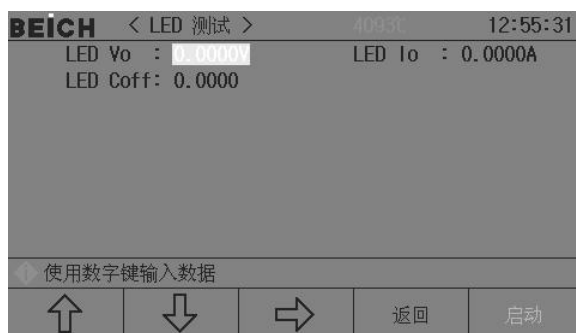 BEICH < LED 测试 > 4093℃ 12:55:31
LED Vo : 0.0000V LED Io : 0.0000A
LED Coff: 0.0000
使用数字键输入数据
返回 启动